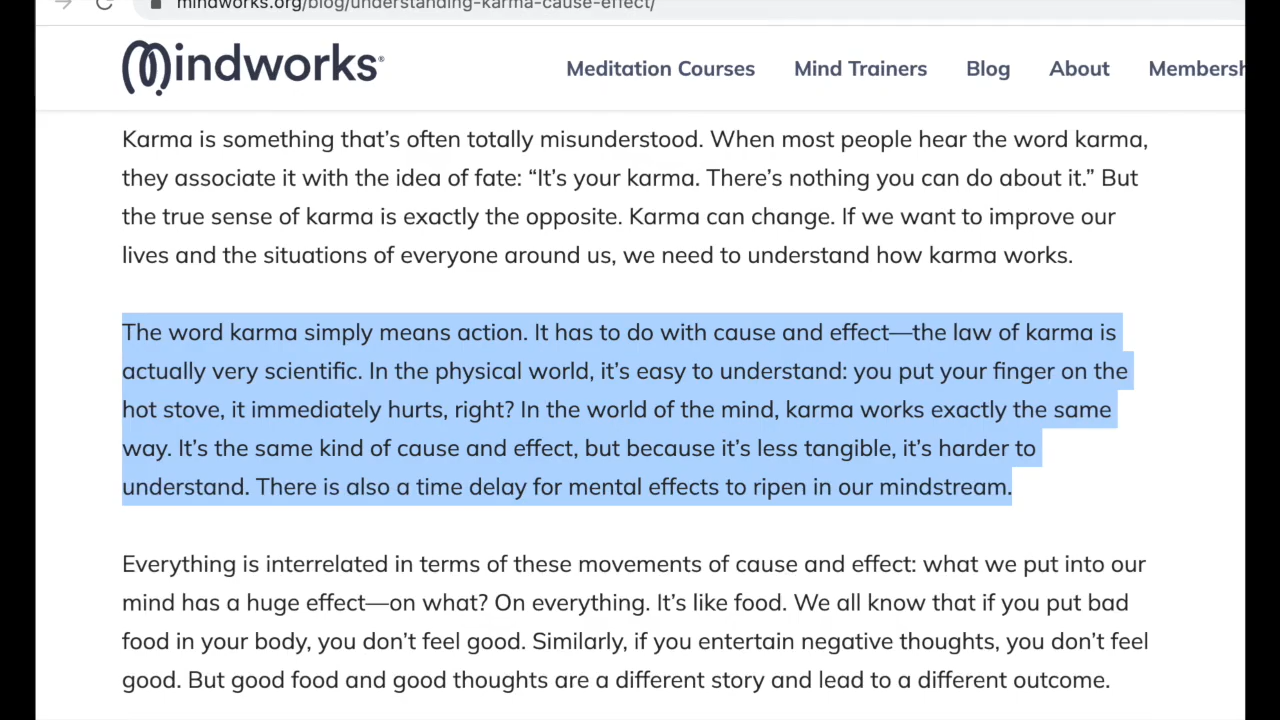 mindworks.org/blog/understanding-karma-cause-effect/
Mindworks®
Meditation Courses Mind Trainers Blog About Membersh
Karma is something that’s often totally misunderstood. When most people hear the word karma,
they associate it with the idea of fate: “It’s your karma. There’s nothing you can do about it.” But
the true sense of karma is exactly the opposite. Karma can change. If we want to improve our
lives and the situations of everyone around us, we need to understand how karma works.
The word karma simply means action. It has to do with cause and effect—the law of karma is
actually very scientific. In the physical world, it’s easy to understand: you put your finger on the
hot stove, it immediately hurts, right? In the world of the mind, karma works exactly the same
way. It’s the same kind of cause and effect, but because it’s less tangible, it’s harder to
understand. There is also a time delay for mental effects to ripen in our mindstream.
Everything is interrelated in terms of these movements of cause and effect: what we put into our
mind has a huge effect—on what? On everything. It’s like food. We all know that if you put bad
food in your body, you don’t feel good. Similarly, if you entertain negative thoughts, you don’t feel
good. But good food and good thoughts are a different story and lead to a different outcome.